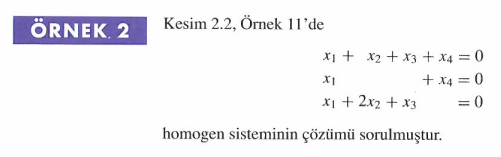 ÖRNEK 2
Kesim 2.2, Örnek 11’de
x₁ + x₂ + x₃ + x₄ = 0
x₁ + x₄ = 0
x₁ + 2x₂ + x₃ = 0
homogen sisteminin çözümü sorulmuştur.